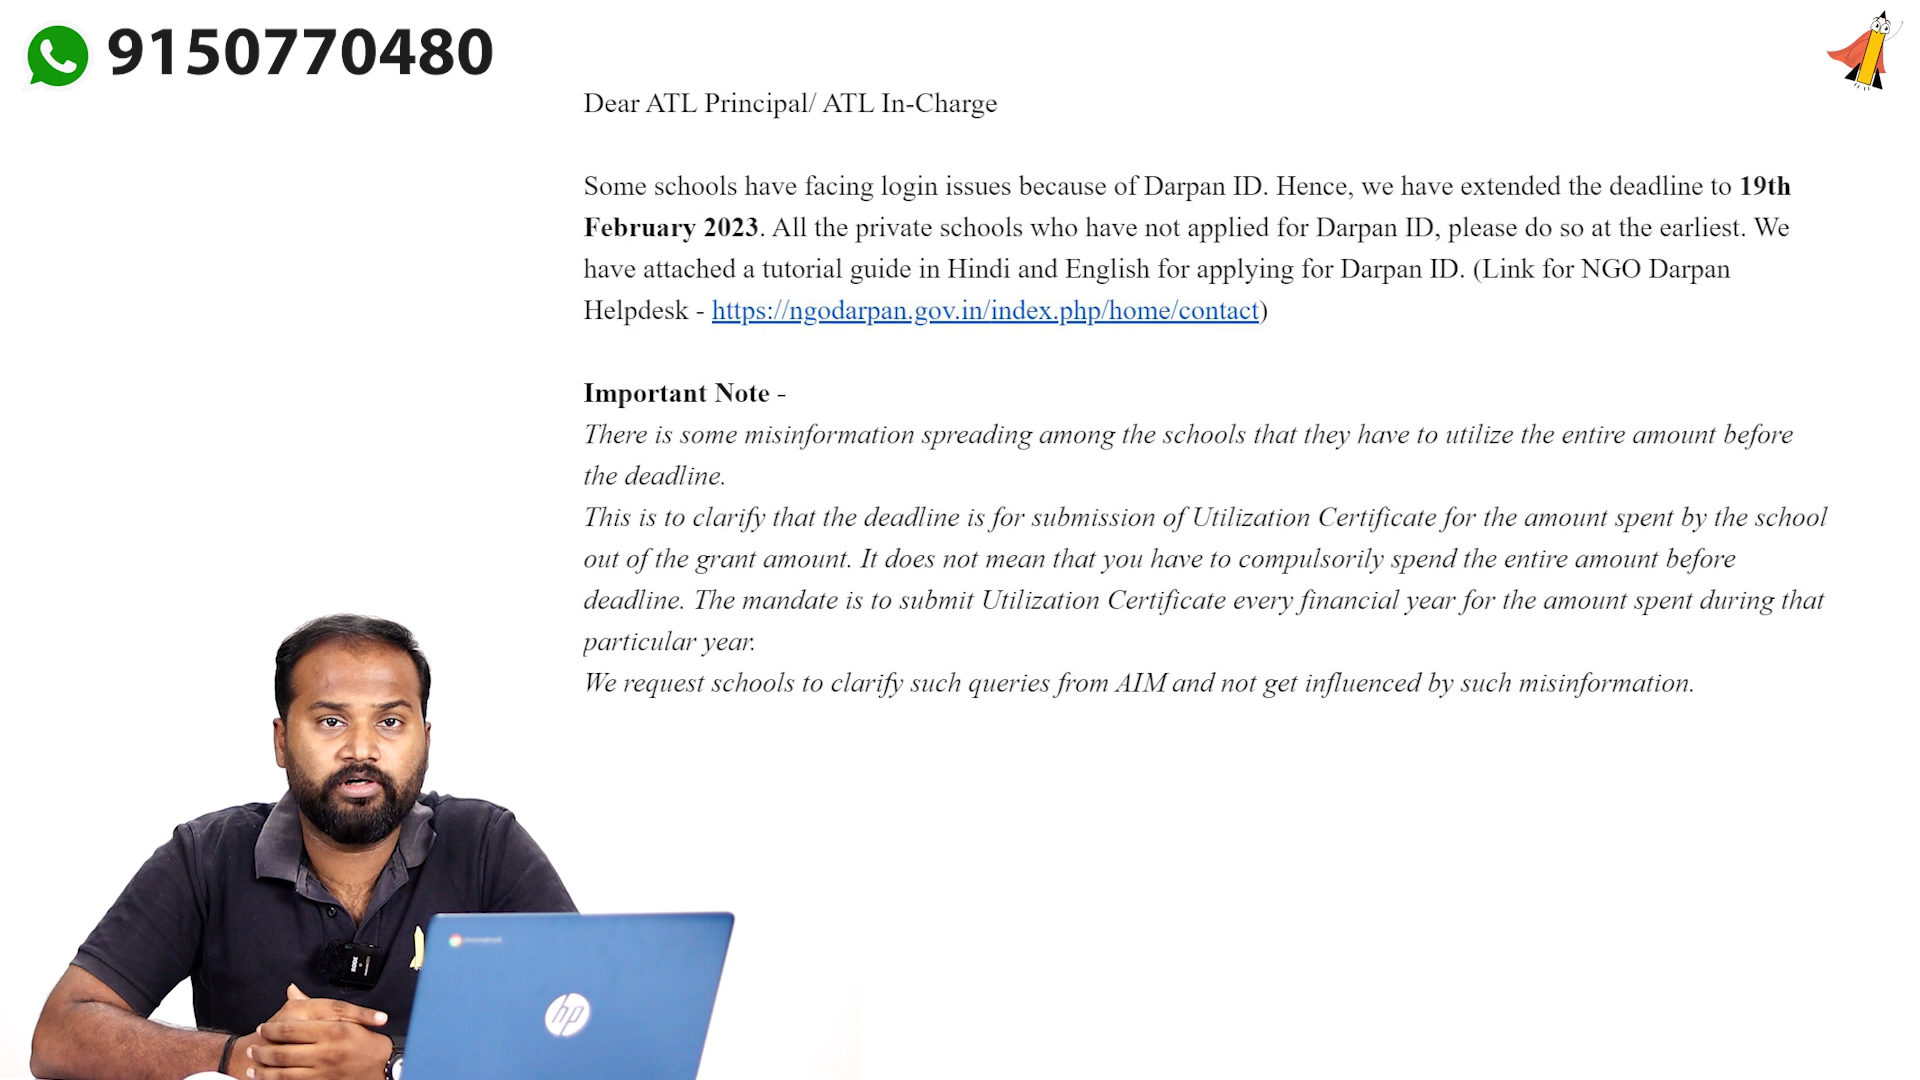 9150770480
Dear ATL Principal/ ATL In-Charge
Some schools have facing login issues because of Darpan ID. Hence, we have extended the deadline to 19th
February 2023. All the private schools who have not applied for Darpan ID, please do so at the earliest. We
have attached a tutorial guide in Hindi and English for applying for Darpan ID. (Link for NGO Darpan
Helpdesk - https://ngodarpan.gov.in/index.php/home/contact)
Important Note -
There is some misinformation spreading among the schools that they have to utilize the entire amount before
the deadline.
This is to clarify that the deadline is for submission of Utilization Certificate for the amount spent by the school
out of the grant amount. It does not mean that you have to compulsorily spend the entire amount before
deadline. The mandate is to submit Utilization Certificate every financial year for the amount spent during that
particular year.
We request schools to clarify such queries from AIM and not get influenced by such misinformation.
hp